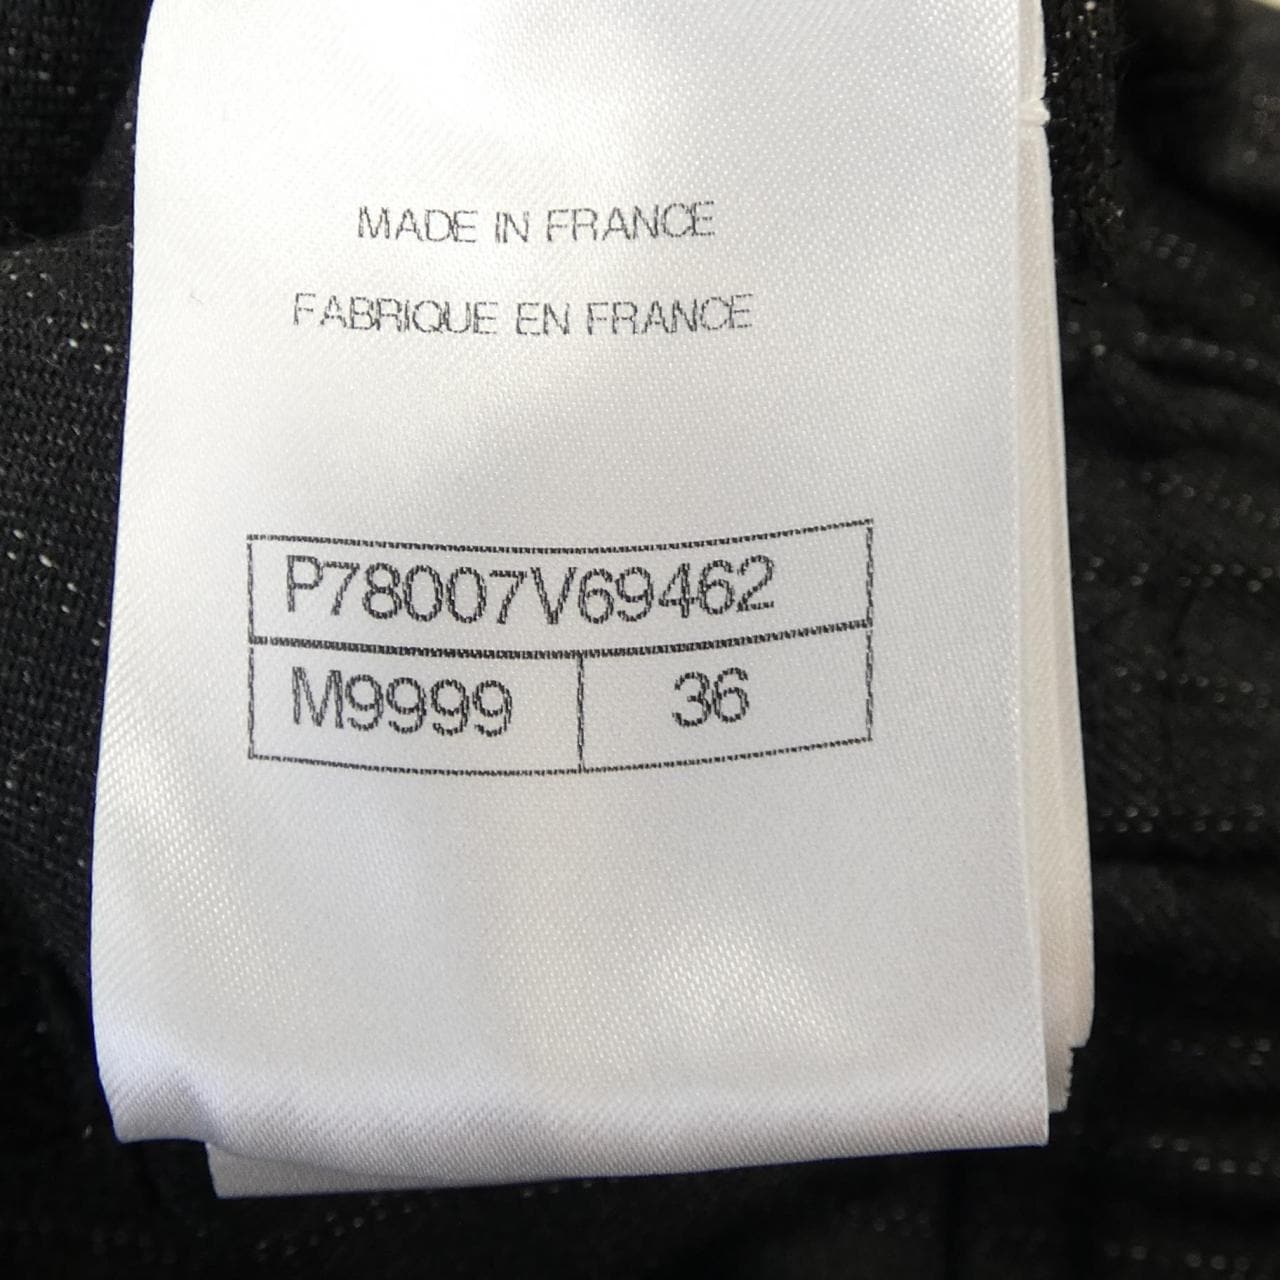 MADE IN FRANCE
FABRIQUE EN FRANCE
P78007V69462
M9999 36